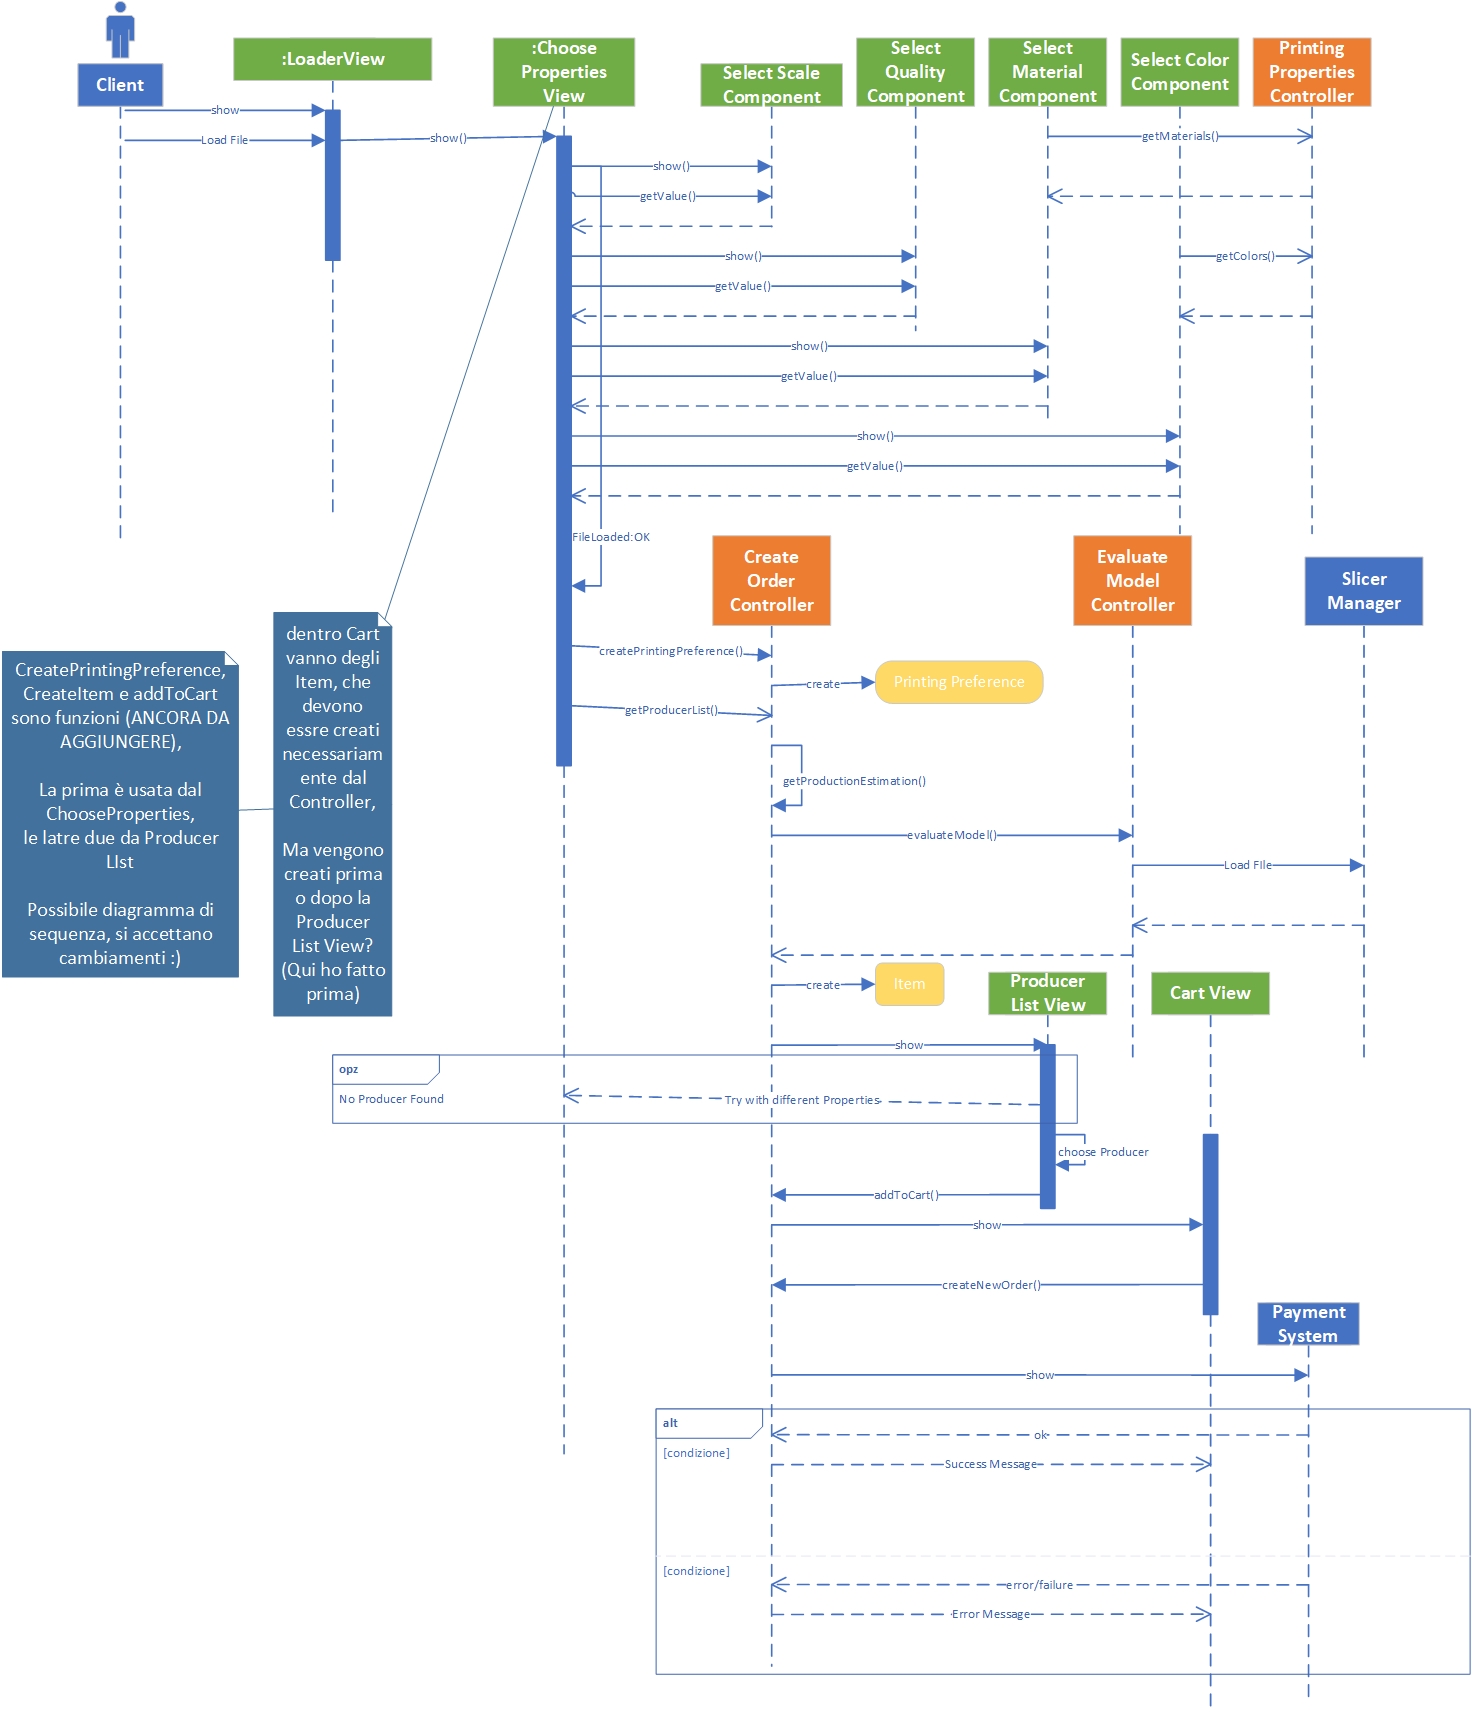 Client
:LoaderView
:Choose
Properties
View
Select Scale
Component
Select
Quality
Component
Select
Material
Component
Select Color
Component
Printing
Properties
Controller
show
Load File
show()
getMaterials()
show()
getValue()
show()
getColors()
getValue()
show()
getValue()
show()
getValue()
FileLoaded:OK
Create
Order
Controller
Evaluate
Model
Controller
Slicer
Manager
dentro Cart
vanno degli
Item, che
devono
essre creati
necessariam
ente dal
Controller,
Ma vengono
creati prima
o dopo la
Producer
List View?
(Qui ho fatto
prima)
CreatePrintingPreference,
CreateItem e addToCart
sono funzioni (ANCORA DA
AGGIUNGERE),
La prima è usata dal
ChooseProperties,
le latre due da Producer
LIst
Possibile diagramma di
sequenza, si accettano
cambiamenti :)
createPrintingPreference()
create
Printing Preference
getProducerList()
getProductionEstimation()
evaluateModel()
Load FIle
create
Item
Producer
List View
Cart View
show
opz
No Producer Found
Try with different Properties
choose Producer
addToCart()
show
createNewOrder()
Payment
System
show
alt
ok
[condizione]
Success Message
[condizione]
error/failure
Error Message